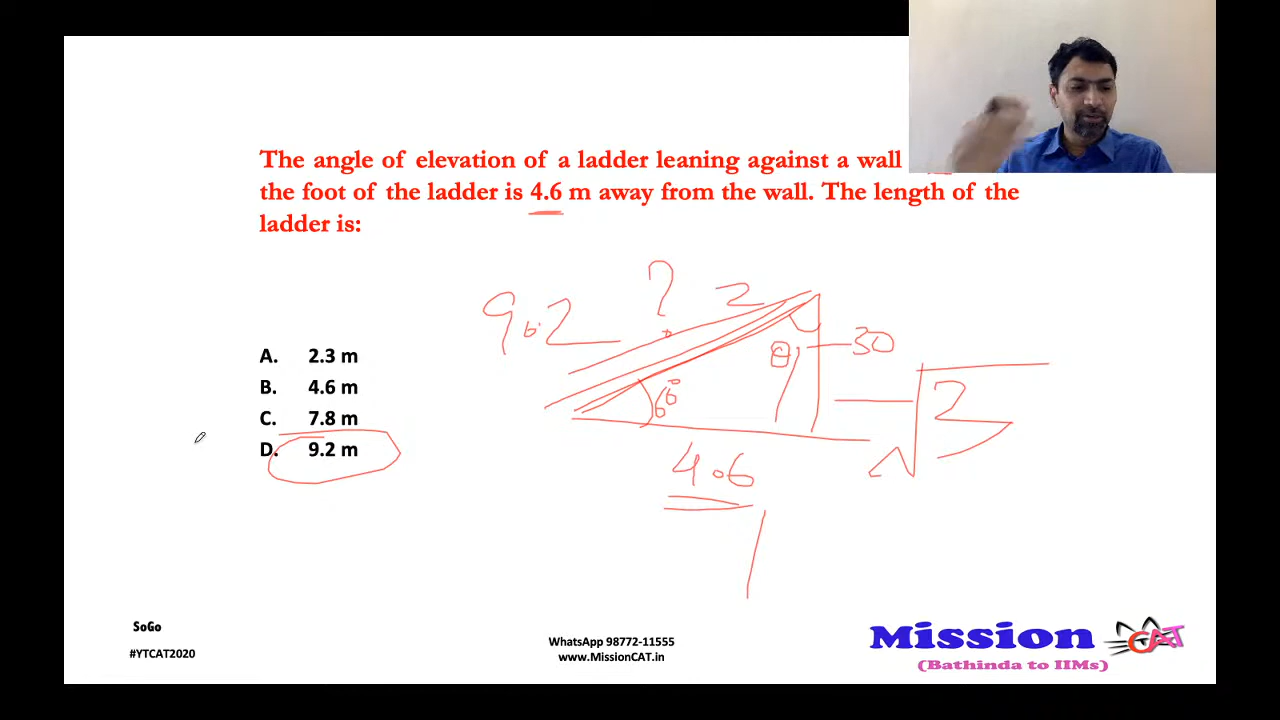 The angle of elevation of a ladder leaning against a wall
the foot of the ladder is 4.6 m away from the wall. The length of the
ladder is:
9.2
?
2
θ
30
60°
√3
4.6
1
A. 2.3 m
B. 4.6 m
C. 7.8 m
D. 9.2 m
SoGo
#YTCAT2020
WhatsApp 98772-11555
www.MissionCAT.in
Mission
CAT
(Bathinda to IIMs)